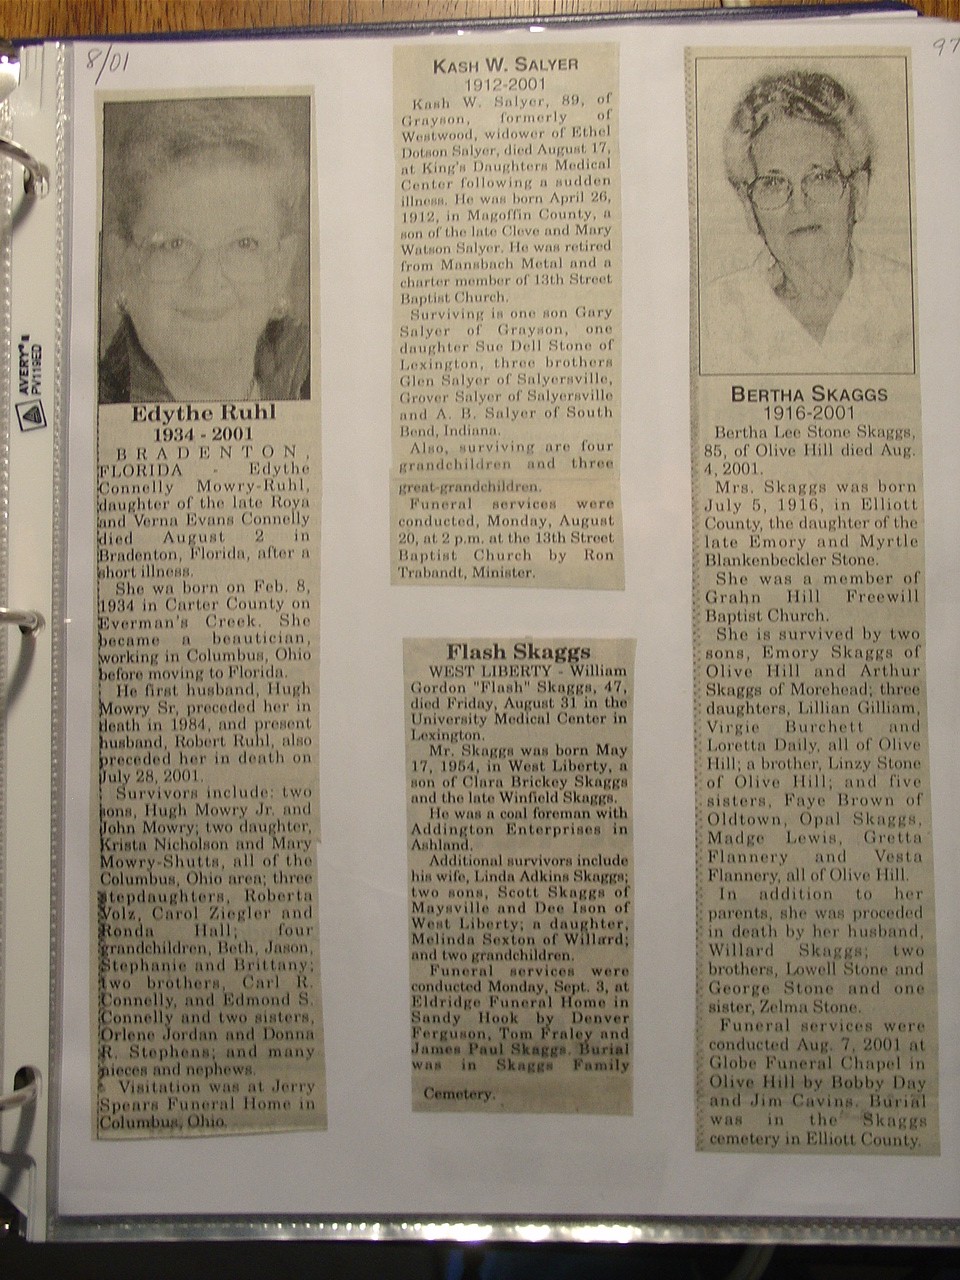 8/01
97
AVERY®
PV119ED
Edythe Ruhl
1934 - 2001
BRADENTON,
FLORIDA - Edythe
Connelly Mowry-Ruhl,
daughter of the late Roya
and Verna Evans Connelly
died August 2 in
Bradenton, Florida, after a
short illness.
She wa born on Feb. 8,
1934 in Carter County on
Everman's Creek. She
became a beautician,
working in Columbus, Ohio
before moving to Florida.
He first husband, Hugh
Mowry Sr, preceded her in
death in 1984, and present
husband, Robert Ruhl, also
preceded her in death on
July 28, 2001.
Survivors include: two
sons, Hugh Mowry Jr. and
John Mowry; two daughter,
Krista Nicholson and Mary
Mowry-Shutts, all of the
Columbus, Ohio area; three
stepdaughters, Roberta
Volz, Carol Ziegler and
Ronda Hall; four
grandchildren, Beth, Jason,
Stephanie and Brittany;
two brothers, Carl R.
Connelly, and Edmond S.
Connelly and two sisters,
Orlene Jordan and Donna
R. Stephens; and many
nieces and nephews.
Visitation was at Jerry
Spears Funeral Home in
Columbus, Ohio.
KASH W. SALYER
1912-2001
Kash W. Salyer, 89, of
Grayson, formerly of
Westwood, widower of Ethel
Dotson Salyer, died August 17,
at King's Daughters Medical
Center following a sudden
illness. He was born April 26,
1912, in Magoffin County, a
son of the late Cleve and Mary
Watson Salyer. He was retired
from Mansbach Metal and a
charter member of 13th Street
Baptist Church.
Surviving is one son Gary
Salyer of Grayson, one
daughter Sue Dell Stone of
Lexington, three brothers
Glen Salyer of Salyersville,
Grover Salyer of Salyersville
and A. B. Salyer of South
Bend, Indiana.
Also, surviving are four
grandchildren and three
great-grandchildren.
Funeral services were
conducted, Monday, August
20, at 2 p.m. at the 13th Street
Baptist Church by Ron
Trabandt, Minister.
Flash Skaggs
WEST LIBERTY - William
Gordon "Flash" Skaggs, 47,
died Friday, August 31 in the
University Medical Center in
Lexington.
Mr. Skaggs was born May
17, 1954, in West Liberty, a
son of Clara Brickey Skaggs
and the late Winfield Skaggs.
He was a coal foreman with
Addington Enterprises in
Ashland.
Additional survivors include
his wife, Linda Adkins Skaggs;
two sons, Scott Skaggs of
Maysville and Dee Ison of
West Liberty; a daughter,
Melinda Sexton of Willard;
and two grandchildren.
Funeral services were
conducted Monday, Sept. 3, at
Eldridge Funeral Home in
Sandy Hook by Denver
Ferguson, Tom Fraley and
James Paul Skaggs. Burial
was in Skaggs Family
Cemetery.
BERTHA SKAGGS
1916-2001
Bertha Lee Stone Skaggs,
85, of Olive Hill died Aug.
4, 2001.
Mrs. Skaggs was born
July 5, 1916, in Elliott
County, the daughter of the
late Emory and Myrtle
Blankenbeckler Stone.
She was a member of
Grahn Hill Freewill
Baptist Church.
She is survived by two
sons, Emory Skaggs of
Olive Hill and Arthur
Skaggs of Morehead; three
daughters, Lillian Gilliam,
Virgie Burchett and
Loretta Daily, all of Olive
Hill; a brother, Linzy Stone
of Olive Hill; and five
sisters, Faye Brown of
Oldtown, Opal Skaggs,
Madge Lewis, Gretta
Flannery and Vesta
Flannery, all of Olive Hill.
In addition to her
parents, she was proceded
in death by her husband,
Willard Skaggs; two
brothers, Lowell Stone and
George Stone and one
sister, Zelma Stone.
Funeral services were
conducted Aug. 7, 2001 at
Globe Funeral Chapel in
Olive Hill by Bobby Day
and Jim Cavins. Burial
was in the Skaggs
cemetery in Elliott County.